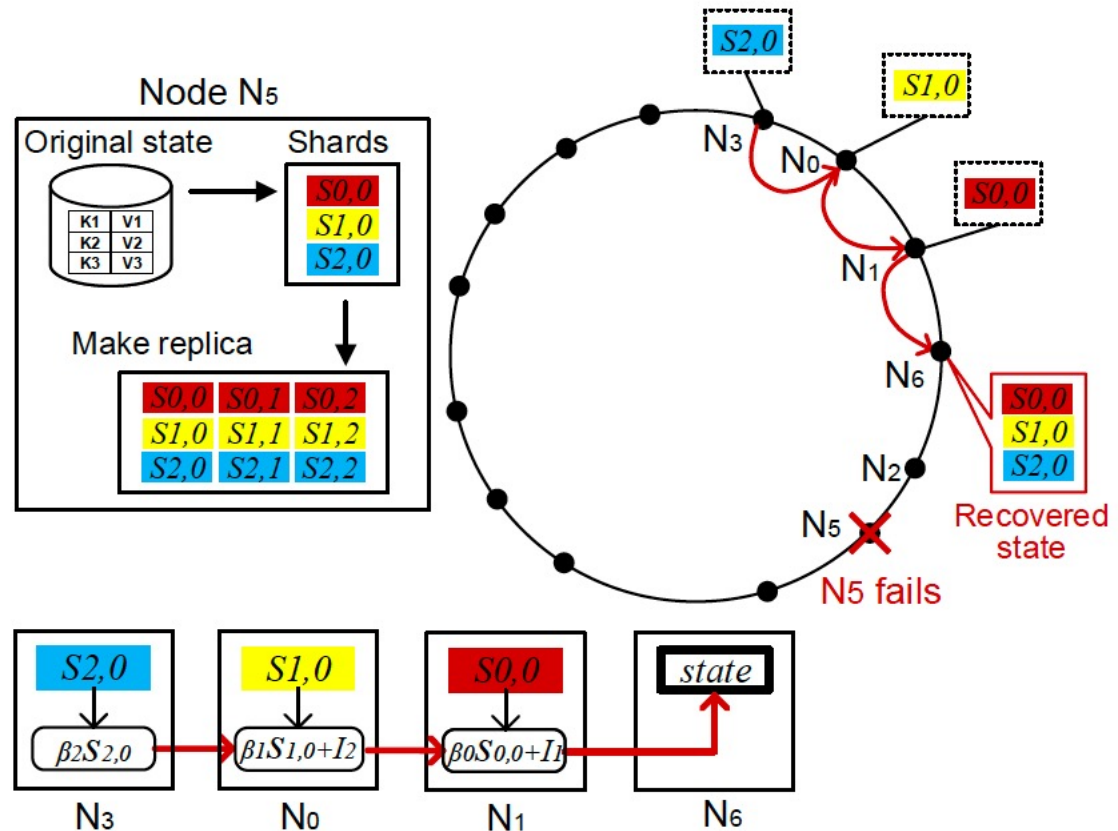 Node N5
Original state
Shards
K1 V1
K2 V2
K3 V3
S0,0
S1,0
S2,0
Make replica
S0,0 S0,1 S0,2
S1,0 S1,1 S1,2
S2,0 S2,1 S2,2
S2,0
S1,0
S0,0
N3
N0
N1
N6
S0,0
S1,0
S2,0
Recovered
state
N2
N5
N5 fails
S2,0
β2S2,0
N3
S1,0
β1S1,0+I2
N0
S0,0
β0S0,0+I1
N1
state
N6